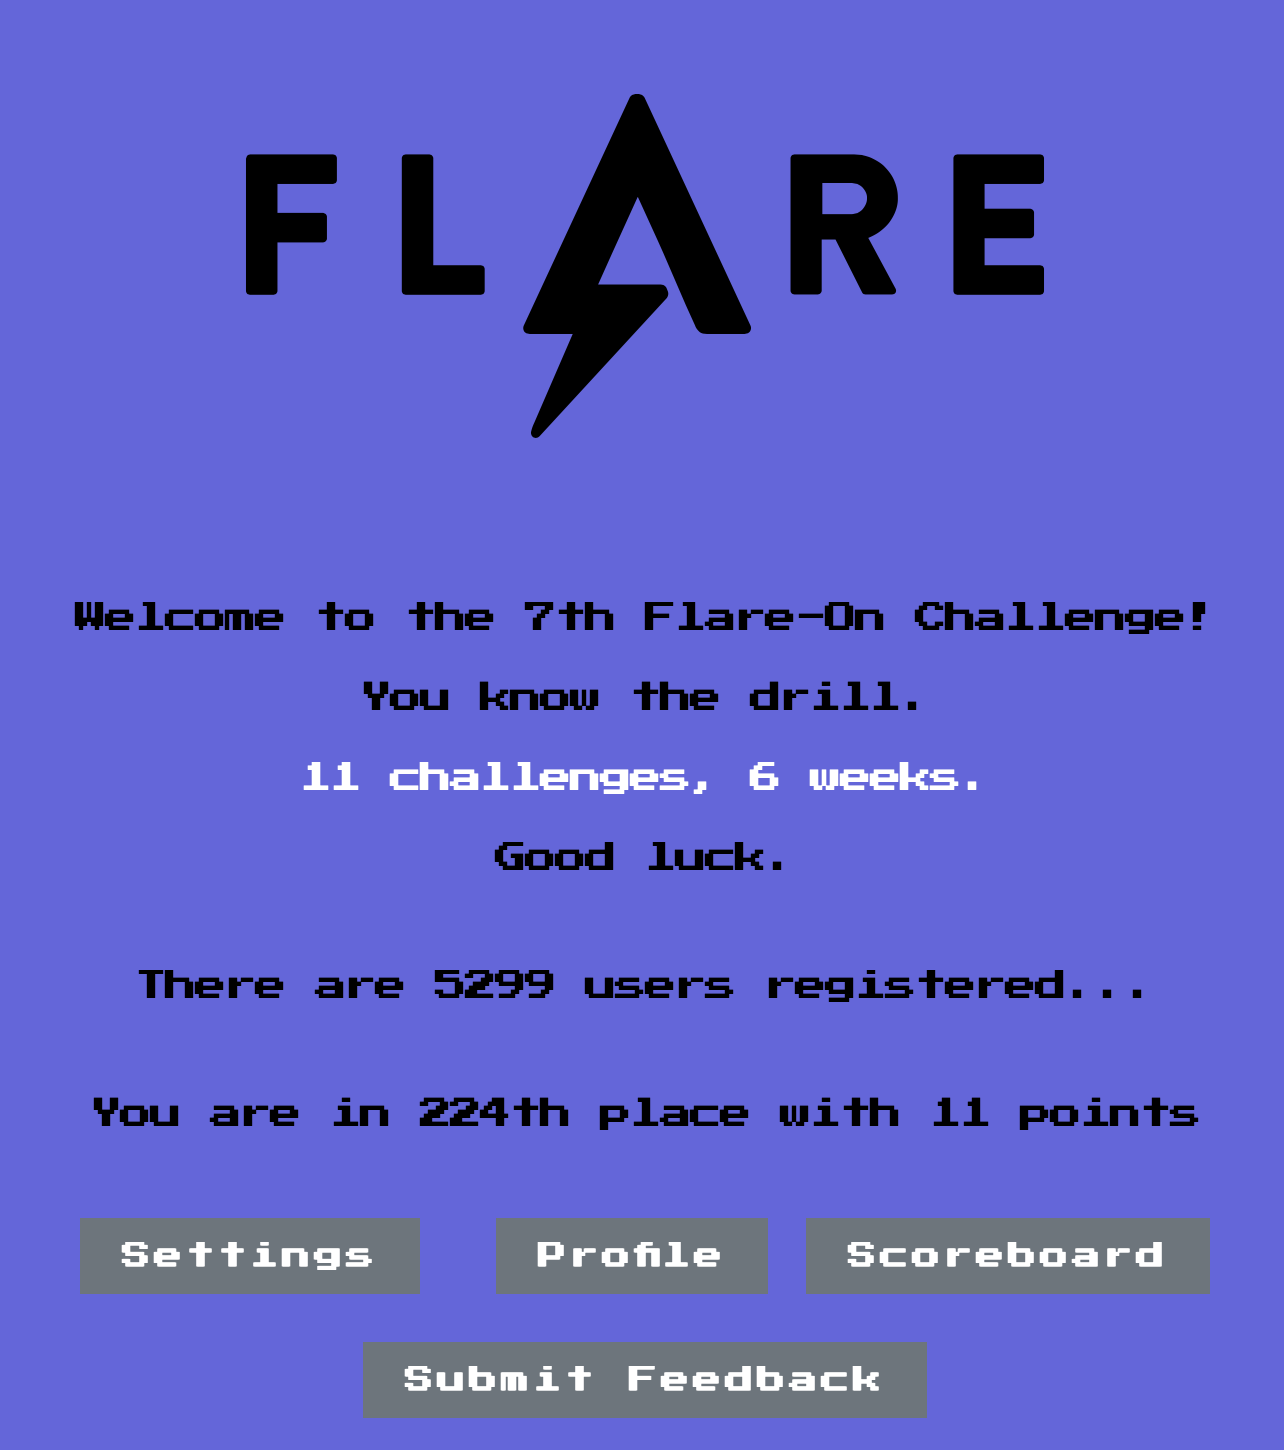 FLARE
Welcome to the 7th Flare-On Challenge!
You know the drill.
11 challenges, 6 weeks.
Good luck.
There are 5299 users registered...
You are in 224th place with 11 points
Settings Profile Scoreboard
Submit Feedback